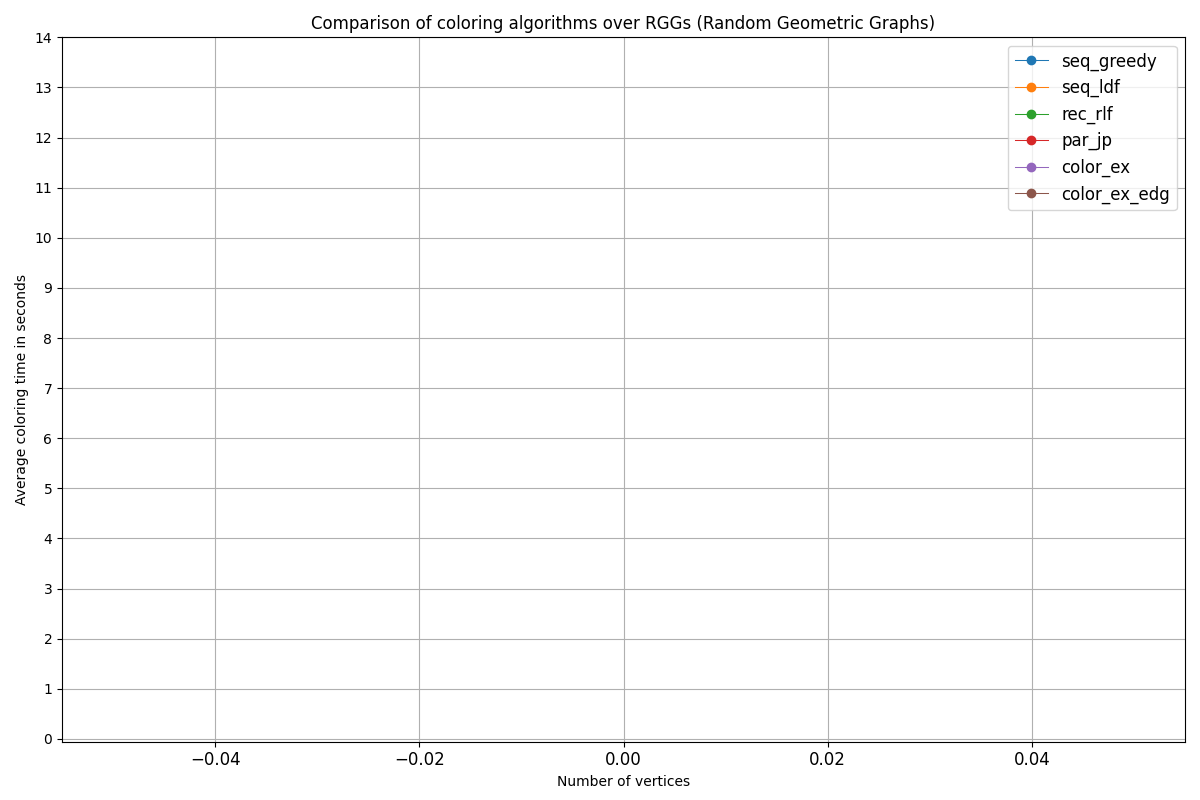 Comparison of coloring algorithms over RGGs (Random Geometric Graphs)
14
13
12
11
10
9
8
7
6
5
4
3
2
1
0
Average coloring time in seconds
seq_greedy
seq_ldf
rec_rlf
par_jp
color_ex
color_ex_edg
−0.04 −0.02 0.00 0.02 0.04
Number of vertices